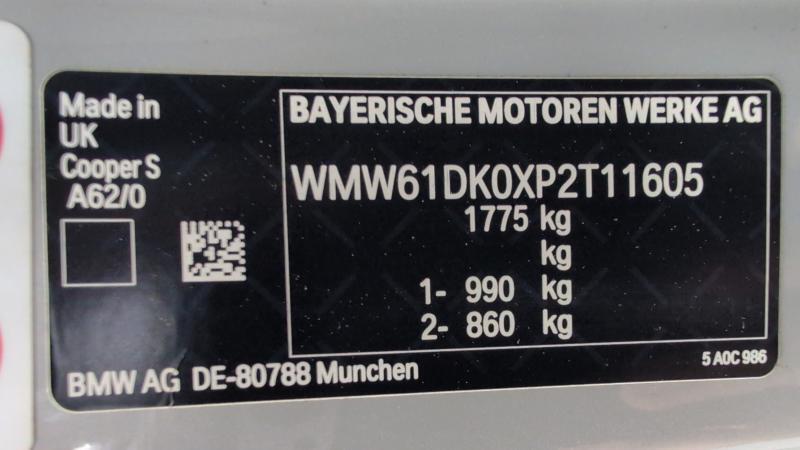 Made in
UK
Cooper S
A62/0
BAYERISCHE MOTOREN WERKE AG
WMW61DK0XP2T11605
1775 kg
kg
1- 990 kg
2- 860 kg
BMW AG DE-80788 Munchen
5 A0C 986